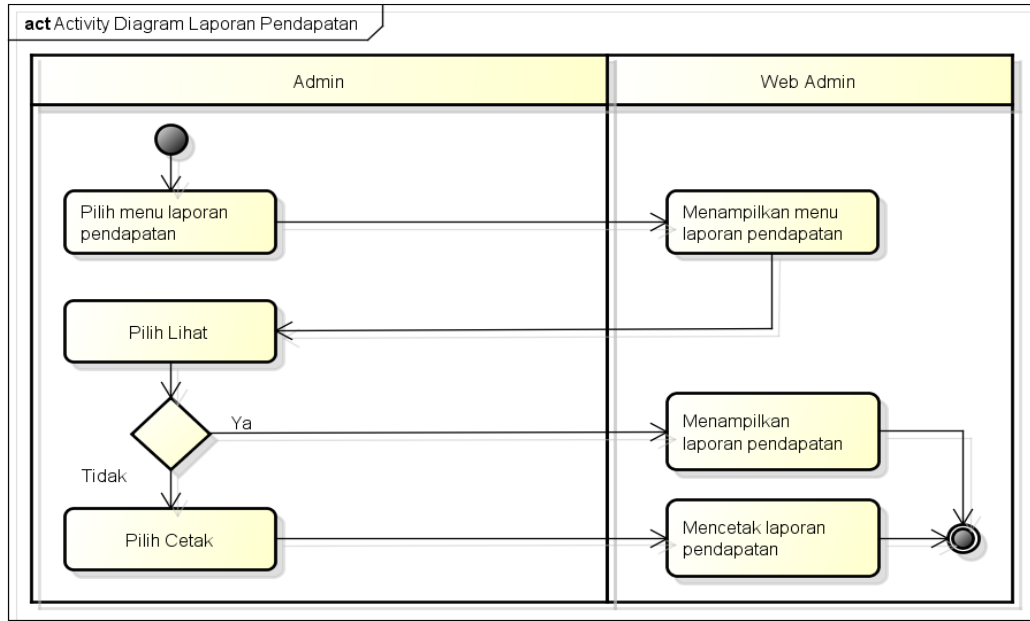 act Activity Diagram Laporan Pendapatan
Admin
Web Admin
Pilih menu laporan
pendapatan
Menampilkan menu
laporan pendapatan
Pilih Lihat
Ya
Menampilkan
laporan pendapatan
Tidak
Pilih Cetak
Mencetak laporan
pendapatan